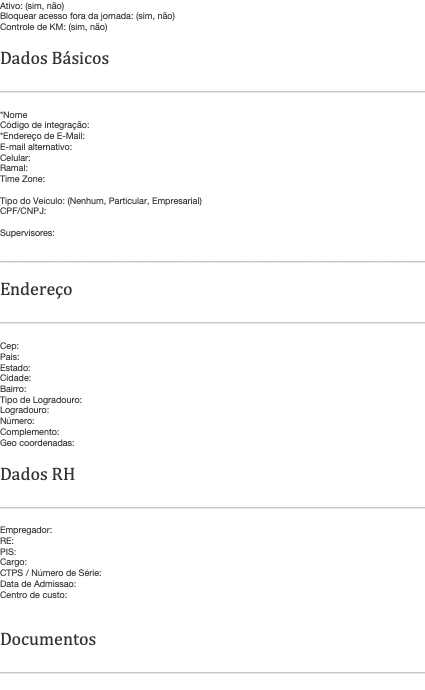 Ativo: (sim, não)
Bloquear acesso fora da jornada: (sim, não)
Controle de KM: (sim, não)
Dados Básicos
*Nome
Código de integração:
*Endereço de E-Mail:
E-mail alternativo:
Celular:
Ramal:
Time Zone:
Tipo do Veiculo: (Nenhum, Particular, Empresarial)
CPF/CNPJ:
Supervisores:
Endereço
Cep:
Pais:
Estado:
Cidade:
Bairro:
Tipo de Logradouro:
Logradouro:
Número:
Complemento:
Geo coordenadas:
Dados RH
Empregador:
RE:
PIS:
Cargo:
CTPS / Número de Série:
Data de Admissao:
Centro de custo:
Documentos